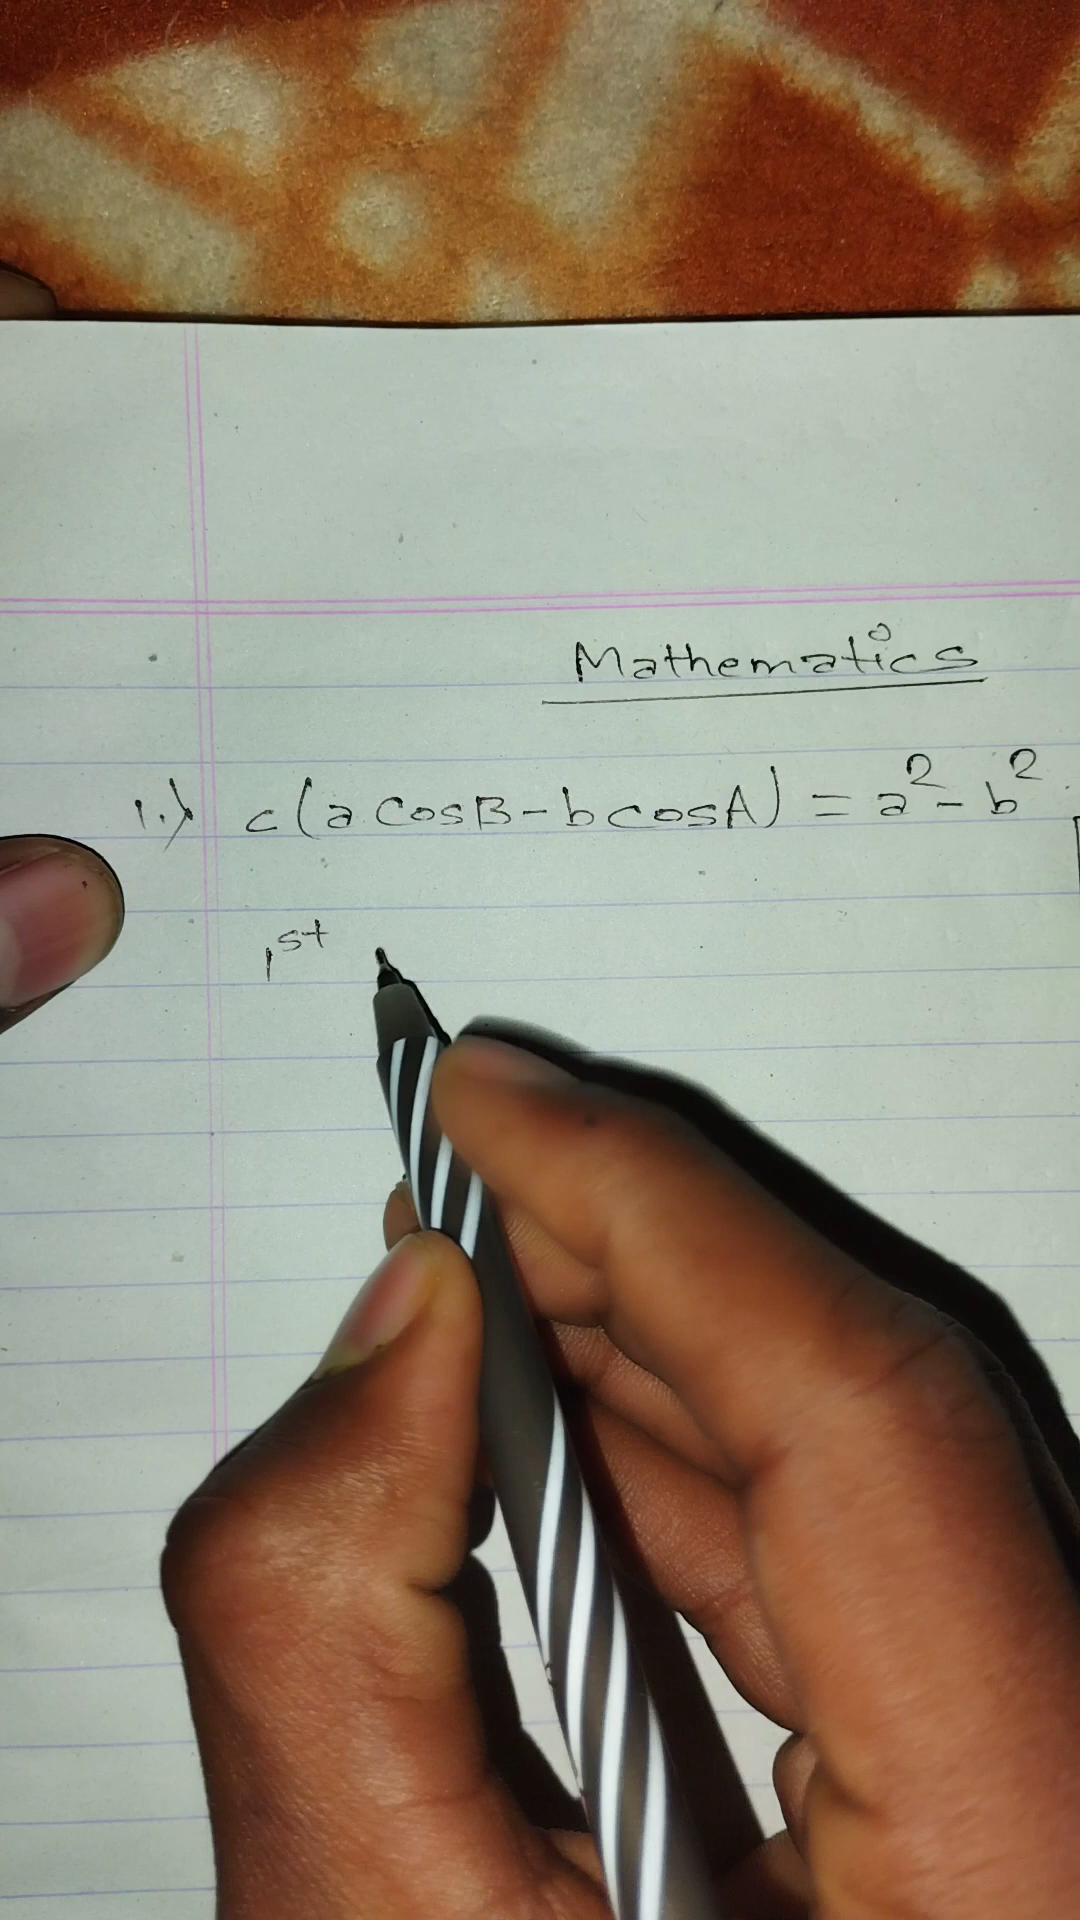 Mathematics
1.) c(a cosB - b cosA) = a² - b²
1st